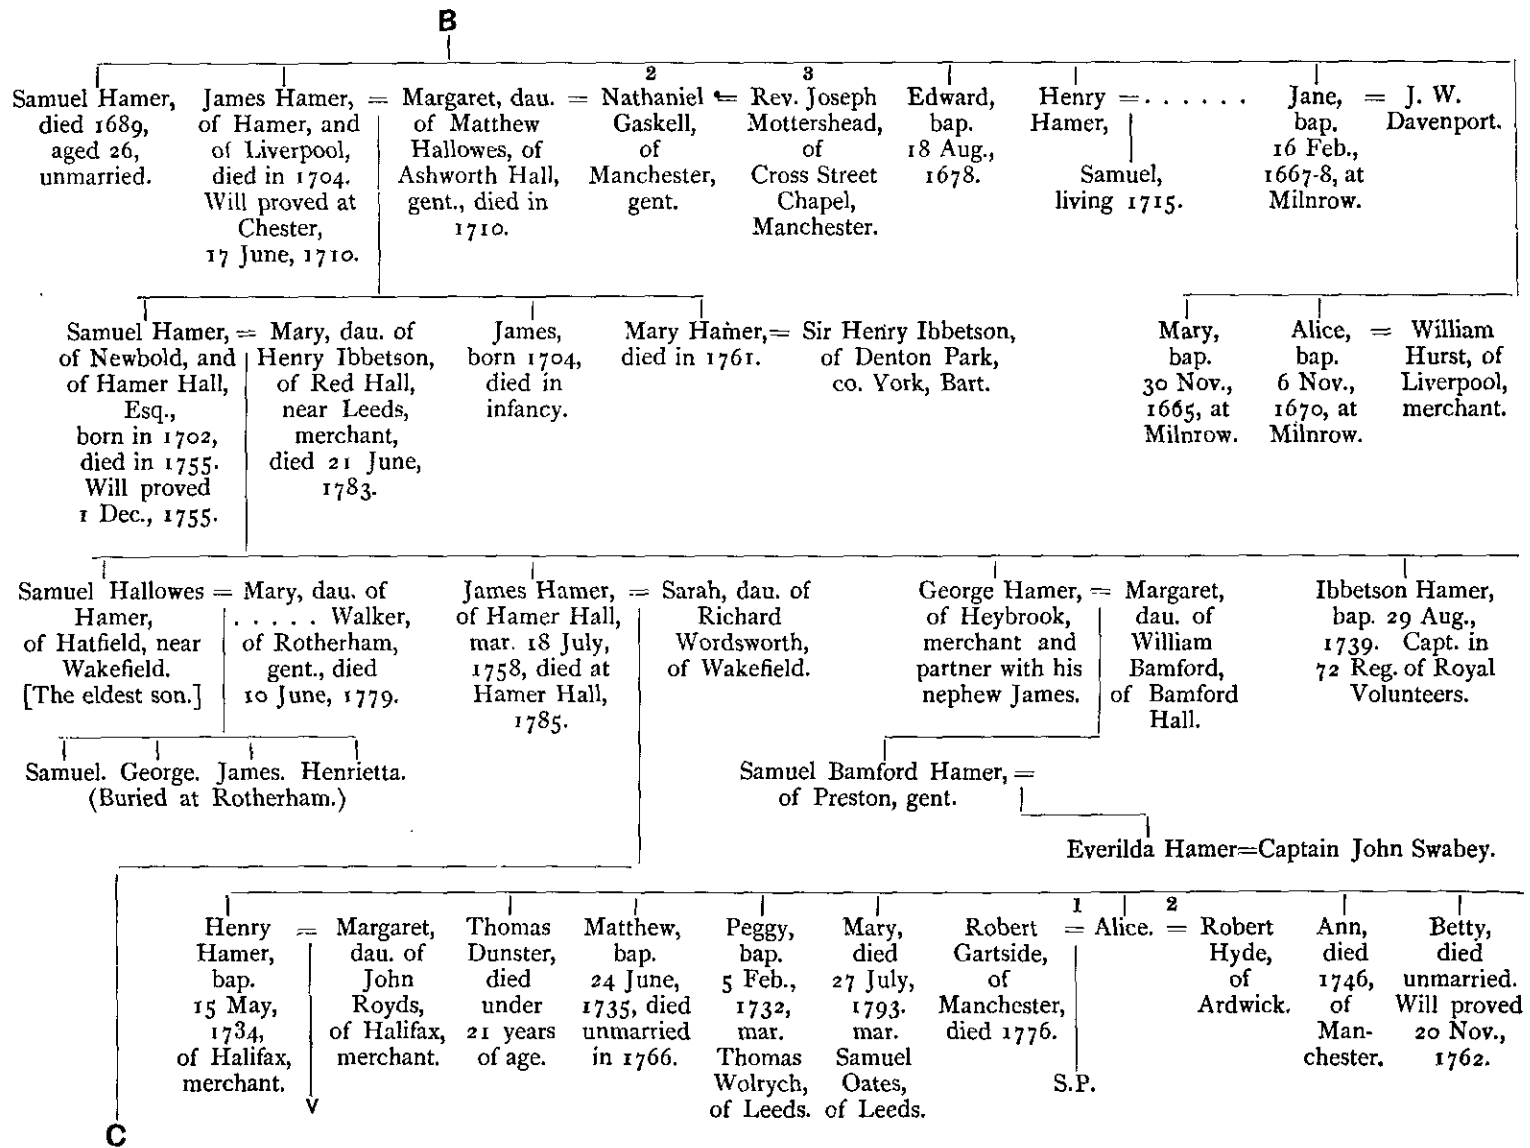 B
Samuel Hamer,
died 1689,
aged 26,
unmarried.
James Hamer, =
of Hamer, and
of Liverpool,
died in 1704.
Will proved at
Chester,
17 June, 1710.
Margaret, dau. =
of Matthew
Hallowes, of
Ashworth Hall,
gent., died in
1710.
2
Nathaniel =
Gaskell,
of
Manchester,
gent.
3
Rev. Joseph
Mottershead,
of
Cross Street
Chapel,
Manchester.
Edward,
bap.
18 Aug.,
1678.
Henry = . . . . . .
Hamer,
Samuel,
living 1715.
Jane, =
bap.
16 Feb.,
1667-8, at
Milnrow.
J. W.
Davenport.
Samuel Hamer, =
of Newbold, and
of Hamer Hall,
Esq.,
born in 1702,
died in 1755.
Will proved
1 Dec., 1755.
Mary, dau. of
Henry Ibbetson,
of Red Hall,
near Leeds,
merchant,
died 21 June,
1783.
James,
born 1704,
died in
infancy.
Mary Hamer, =
died in 1761.
Sir Henry Ibbetson,
of Denton Park,
co. York, Bart.
Mary,
bap.
30 Nov.,
1665, at
Milnrow.
Alice, =
bap.
6 Nov.,
1670, at
Milnrow.
William
Hurst, of
Liverpool,
merchant.
Samuel Hallowes =
Hamer,
of Hatfield, near
Wakefield.
[The eldest son.]
Mary, dau. of
. . . . . Walker,
of Rotherham,
gent., died
10 June, 1779.
James Hamer, =
of Hamer Hall,
mar. 18 July,
1758, died at
Hamer Hall,
1785.
Sarah, dau. of
Richard
Wordsworth,
of Wakefield.
George Hamer, =
of Heybrook,
merchant and
partner with his
nephew James.
Margaret,
dau. of
William
Bamford,
of Bamford
Hall.
Ibbetson Hamer,
bap. 29 Aug.,
1739. Capt. in
72 Reg. of Royal
Volunteers.
Samuel. George. James. Henrietta.
(Buried at Rotherham.)
Samuel Bamford Hamer, =
of Preston, gent.
Everilda Hamer=Captain John Swabey.
Henry =
Hamer,
bap.
15 May,
1734,
of Halifax,
merchant.
Margaret,
dau. of
John
Royds,
of Halifax,
merchant.
Thomas
Dunster,
died
under
21 years
of age.
Matthew,
bap.
24 June,
1735, died
unmarried
in 1766.
Peggy,
bap.
5 Feb.,
1732,
mar.
Thomas
Wolrych,
of Leeds.
Mary,
died
27 July,
1793.
mar.
Samuel
Oates,
of Leeds.
Robert
Gartside,
of
Manchester,
died 1776.
1 2
= Alice. =
S.P.
Robert
Hyde,
of
Ardwick.
Ann,
died
1746,
of
Man-
chester.
Betty,
died
unmarried.
Will proved
20 Nov.,
1762.
C